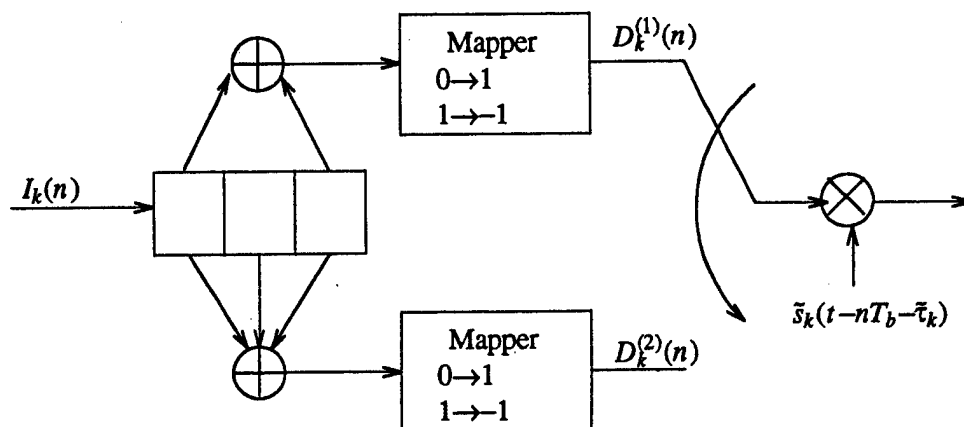 Mapper
0→1
1→−1
D_k^{(1)}(n)
I_k(n)
s̃_k(t−nT_b−τ̃_k)
Mapper
0→1
1→−1
D_k^{(2)}(n)